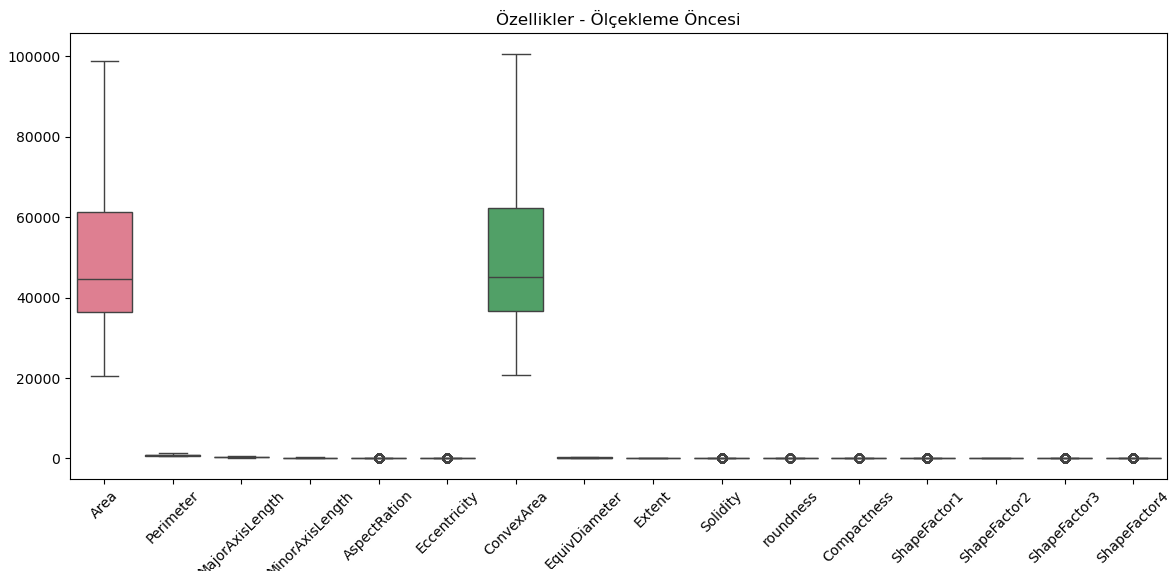 Özellikler - Ölçekleme Öncesi
100000
80000
60000
40000
20000
0
Area
Perimeter
MajorAxisLength
MinorAxisLength
AspectRation
Eccentricity
ConvexArea
EquivDiameter
Extent
Solidity
roundness
Compactness
ShapeFactor1
ShapeFactor2
ShapeFactor3
ShapeFactor4